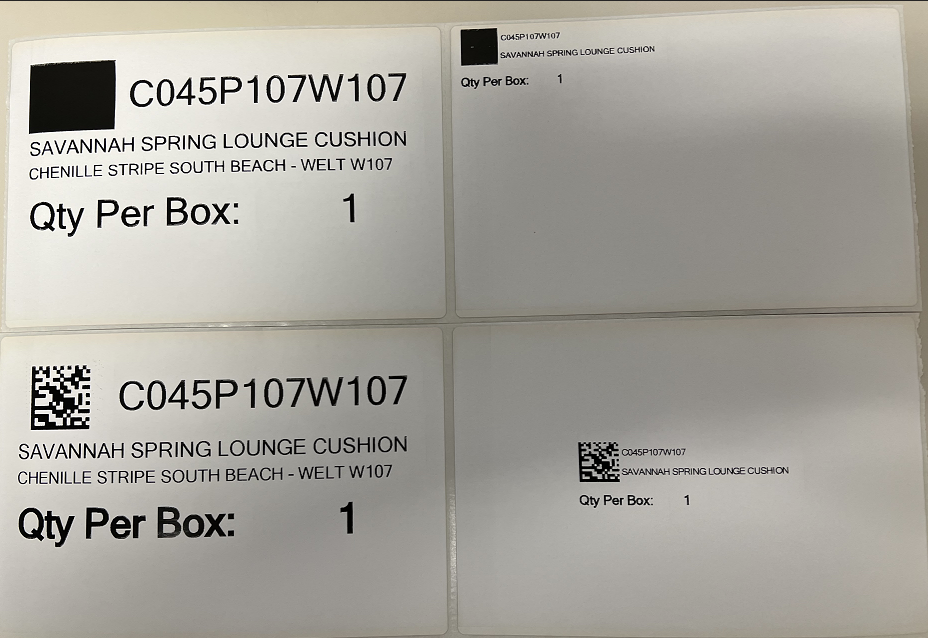 C045P107W107
SAVANNAH SPRING LOUNGE CUSHION
CHENILLE STRIPE SOUTH BEACH - WELT W107
Qty Per Box: 1
C045P107W107
SAVANNAH SPRING LOUNGE CUSHION
Qty Per Box: 1
C045P107W107
SAVANNAH SPRING LOUNGE CUSHION
CHENILLE STRIPE SOUTH BEACH - WELT W107
Qty Per Box: 1
C045P107W107
SAVANNAH SPRING LOUNGE CUSHION
Qty Per Box: 1